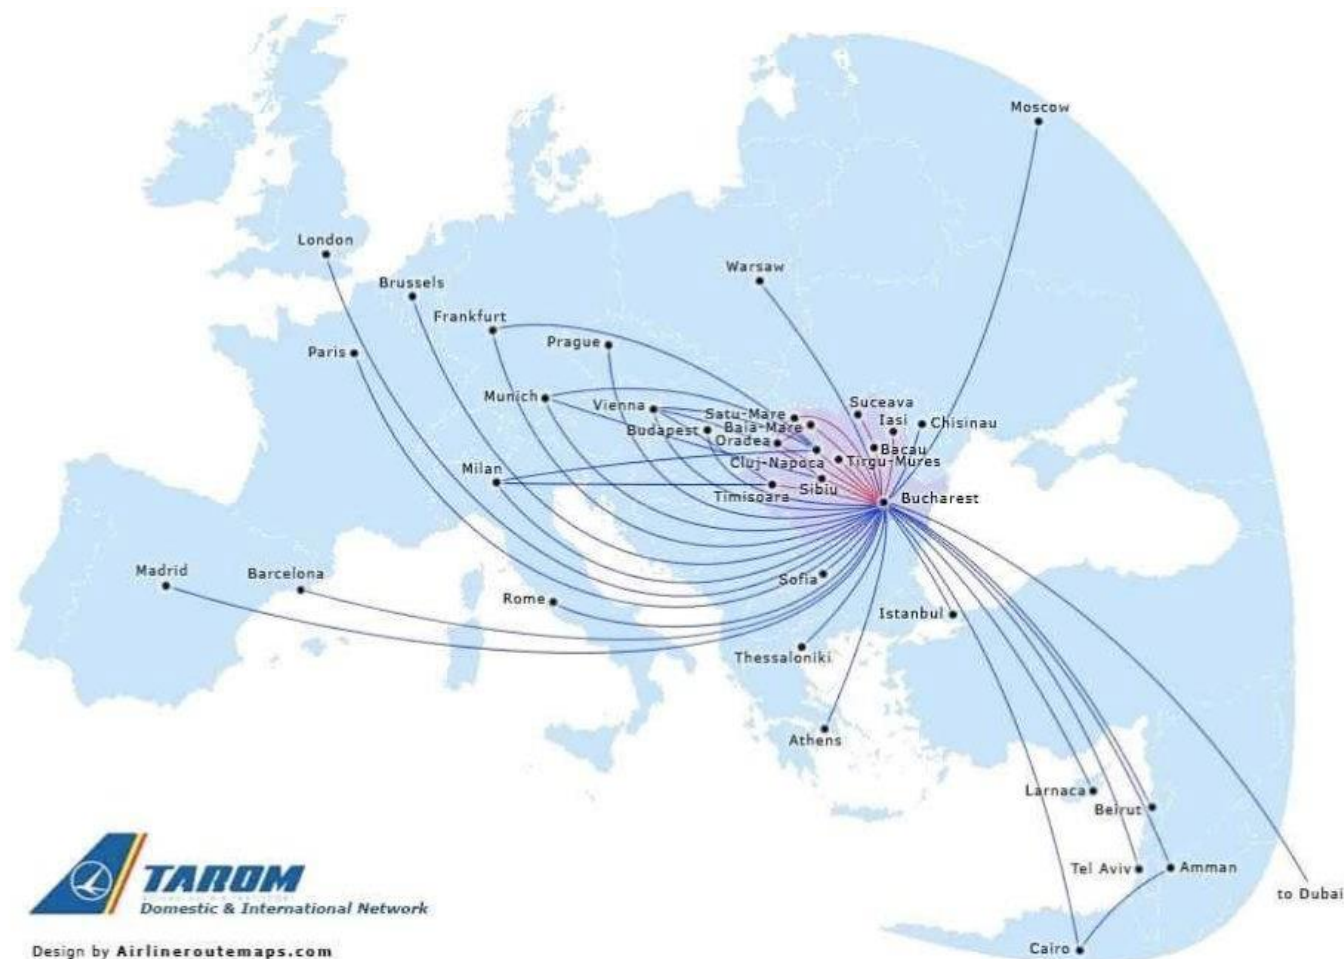 Moscow
London
Warsaw
Brussels
Frankfurt
Prague
Paris
Munich
Vienna
Suceava
Satu-Mare
Iasi
Chisinau
Budapest
Baia-Mare
Oradea
Bacau
Cluj-Napoca
Tirgu-Mures
Milan
Timisoara
Sibiu
Bucharest
Madrid
Barcelona
Sofia
Rome
Istanbul
Thessaloniki
Athens
Larnaca
Beirut
Tel Aviv
Amman
to Dubai
Cairo
TAROM
Domestic & International Network
Design by Airlineroutemaps.com